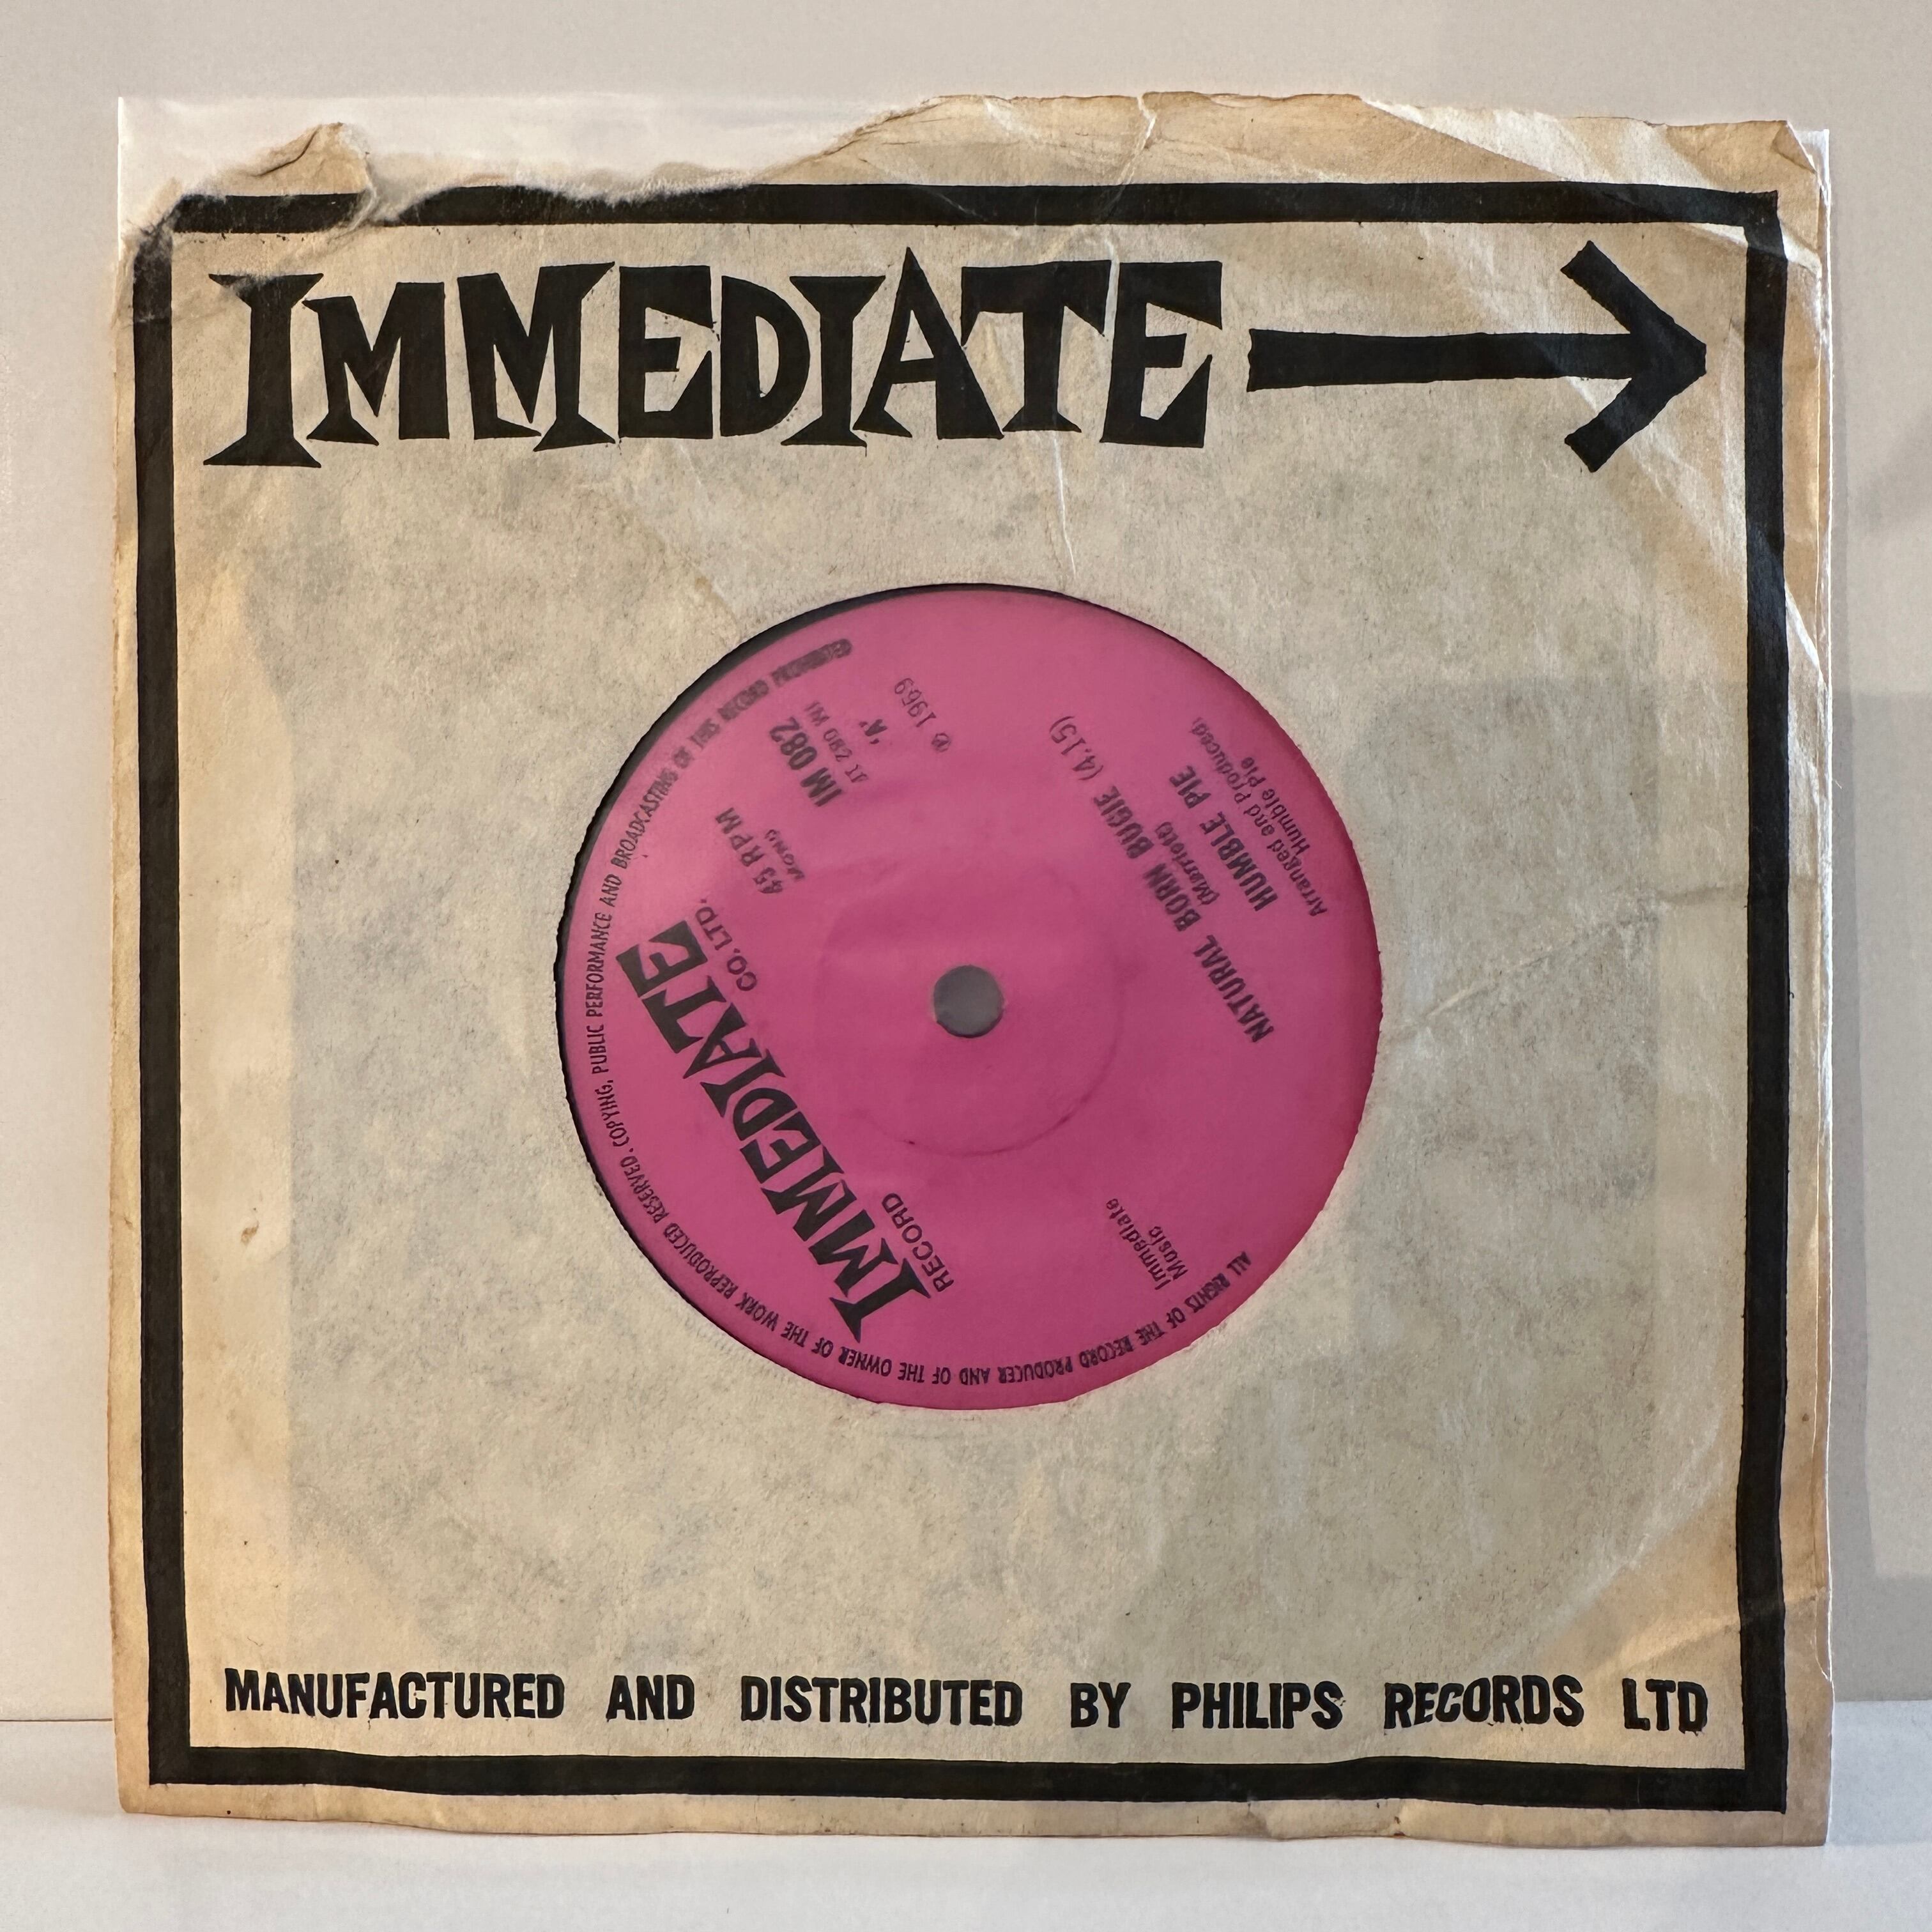 IMMEDIATE
IMMEDIATE
RECORD CO. LTD.
45 RPM
MONO
IM 082
"A"
℗ 1969
Immediate
Music,
NATURAL BORN BUGIE (4.15)
(Marriott)
HUMBLE PIE
Arranged and Produced,
Humble Pie
ALL RIGHTS OF THE RECORD PRODUCER AND OF THE OWNER OF THE WORK REPRODUCED RESERVED. COPYING, PUBLIC PERFORMANCE AND BROADCASTING OF THIS RECORD PROHIBITED
MANUFACTURED AND DISTRIBUTED BY PHILIPS RECORDS LTD